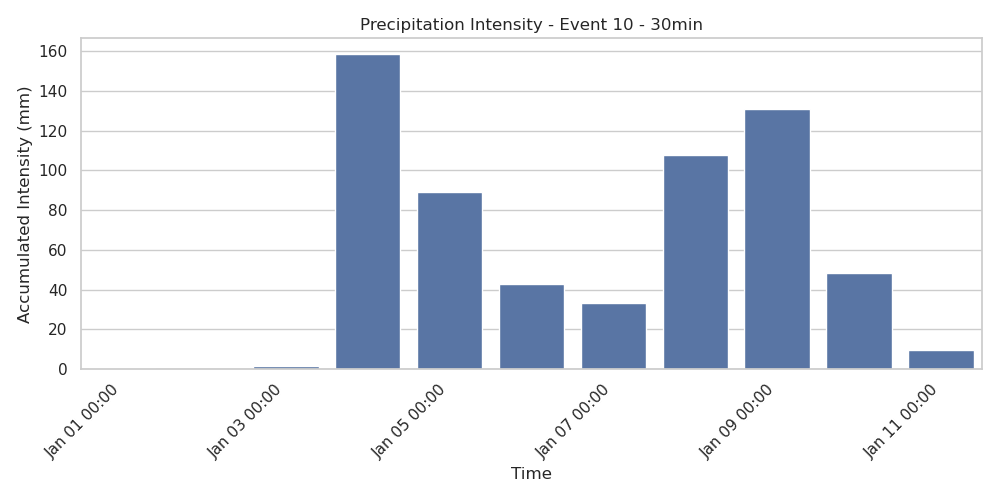 Precipitation Intensity - Event 10 - 30min
Accumulated Intensity (mm)
160
140
120
100
80
60
40
20
0
Jan 01 00:00
Jan 03 00:00
Jan 05 00:00
Jan 07 00:00
Jan 09 00:00
Jan 11 00:00
Time